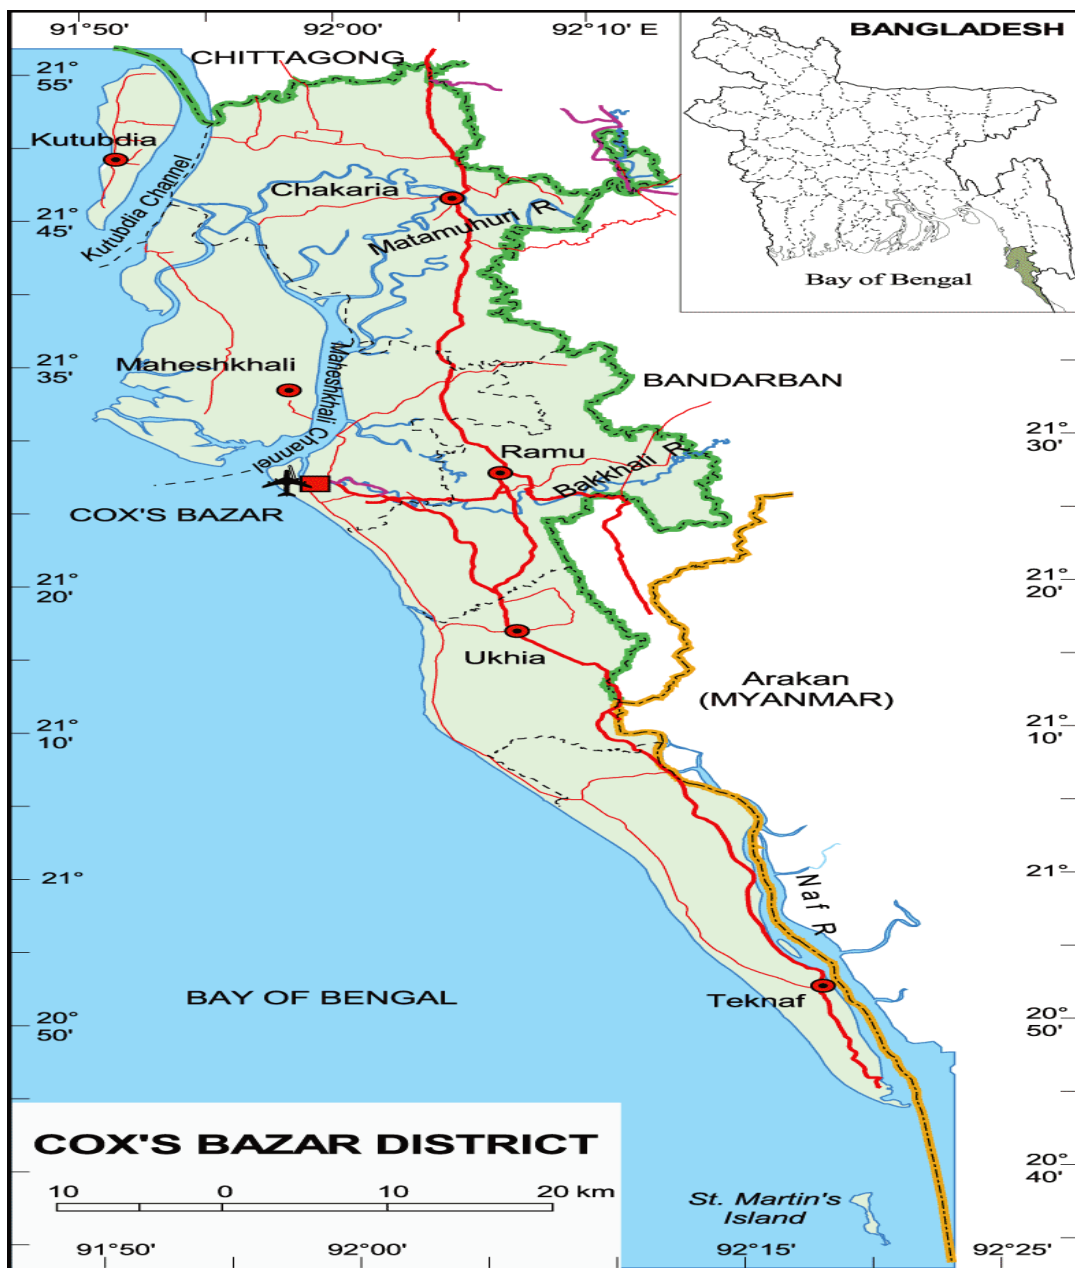 91°50' 92°00' 92°10' E
BANGLADESH
CHITTAGONG
21°
55'
Kutubdia
Kutubdia Channel
Chakaria
Matamuhuri R
21°
45'
Bay of Bengal
21°
35'
Maheshkhali
Maheshkhali Channel
BANDARBAN
21°
30'
Ramu
Bakkhali R
COX'S BAZAR
21°
20'
21°
20'
Ukhia
Arakan
(MYANMAR)
21°
10'
21°
10'
21°
21°
Naf R
BAY OF BENGAL
Teknaf
20°
50'
20°
50'
COX'S BAZAR DISTRICT
10 0 10 20 km
20°
40'
St. Martin's
Island
91°50' 92°00' 92°15' 92°25'